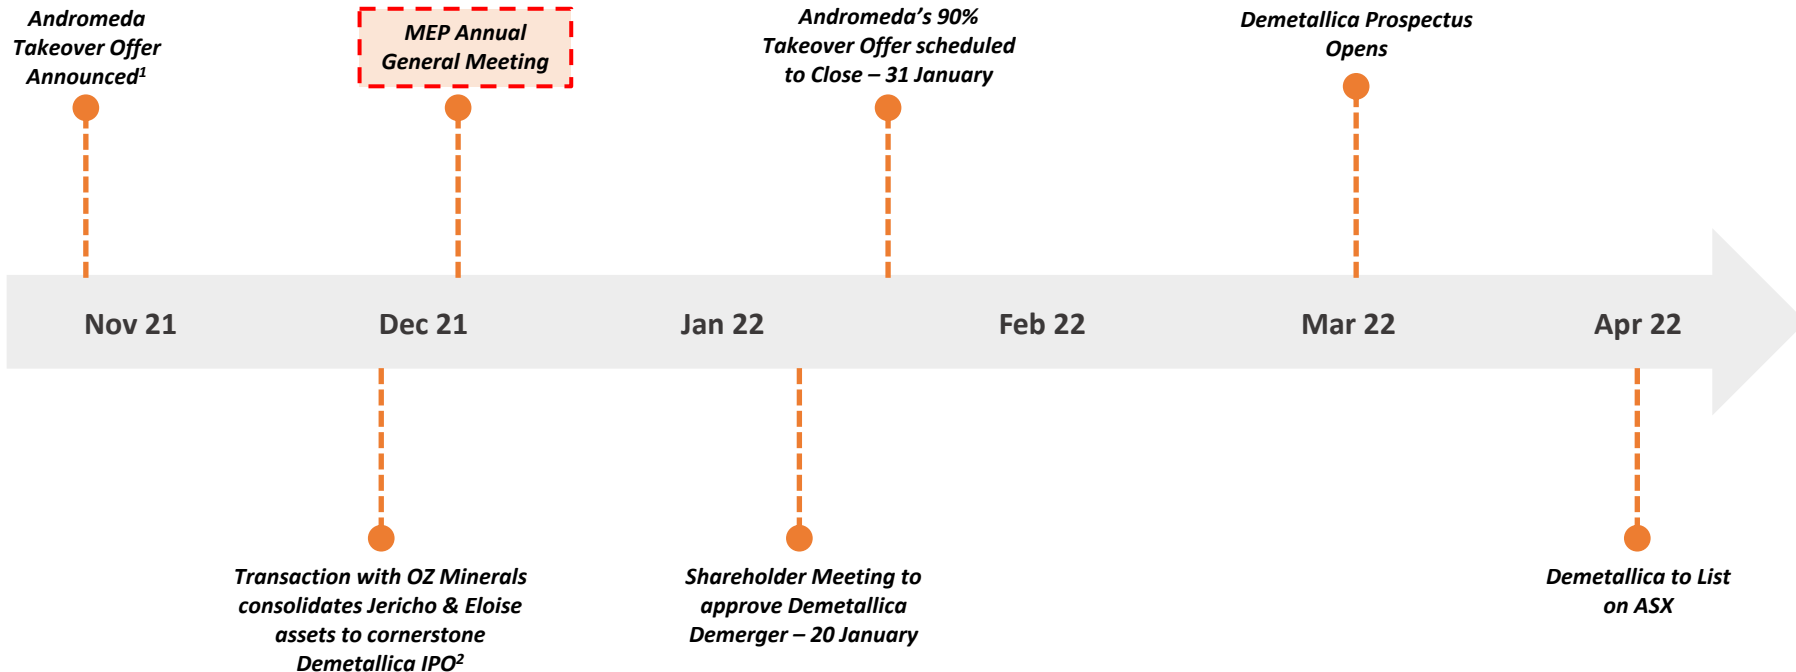 Andromeda
Takeover Offer
Announced¹
MEP Annual
General Meeting
Andromeda’s 90%
Takeover Offer scheduled
to Close – 31 January
Demetallica Prospectus
Opens
Nov 21
Dec 21
Jan 22
Feb 22
Mar 22
Apr 22
Transaction with OZ Minerals
consolidates Jericho & Eloise
assets to cornerstone
Demetallica IPO²
Shareholder Meeting to
approve Demetallica
Demerger – 20 January
Demetallica to List
on ASX